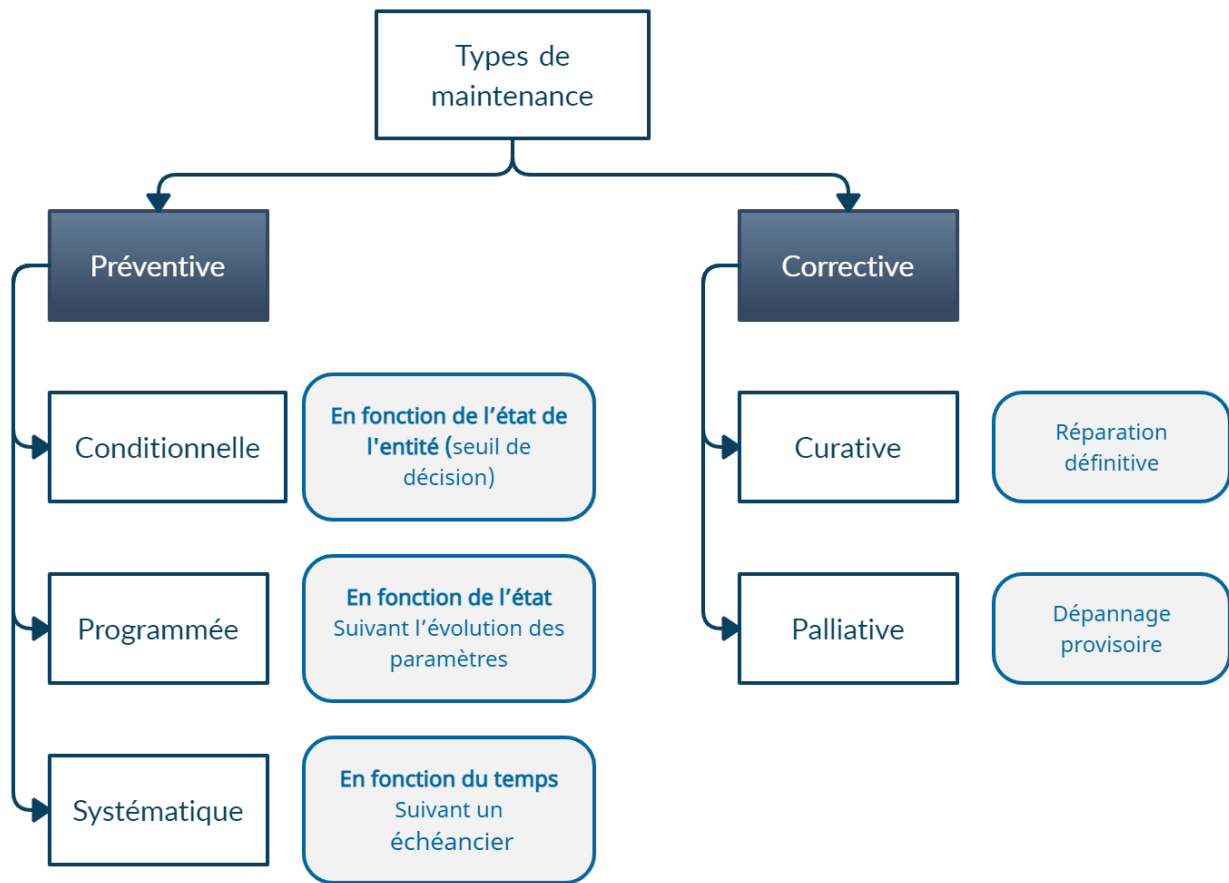 Types de
maintenance
Préventive
Corrective
Conditionnelle
En fonction de l’état de
l'entité (seuil de
décision)
Curative
Réparation
définitive
Programmée
En fonction de l’état
Suivant l’évolution des
paramètres
Palliative
Dépannage
provisoire
Systématique
En fonction du temps
Suivant un
échéancier